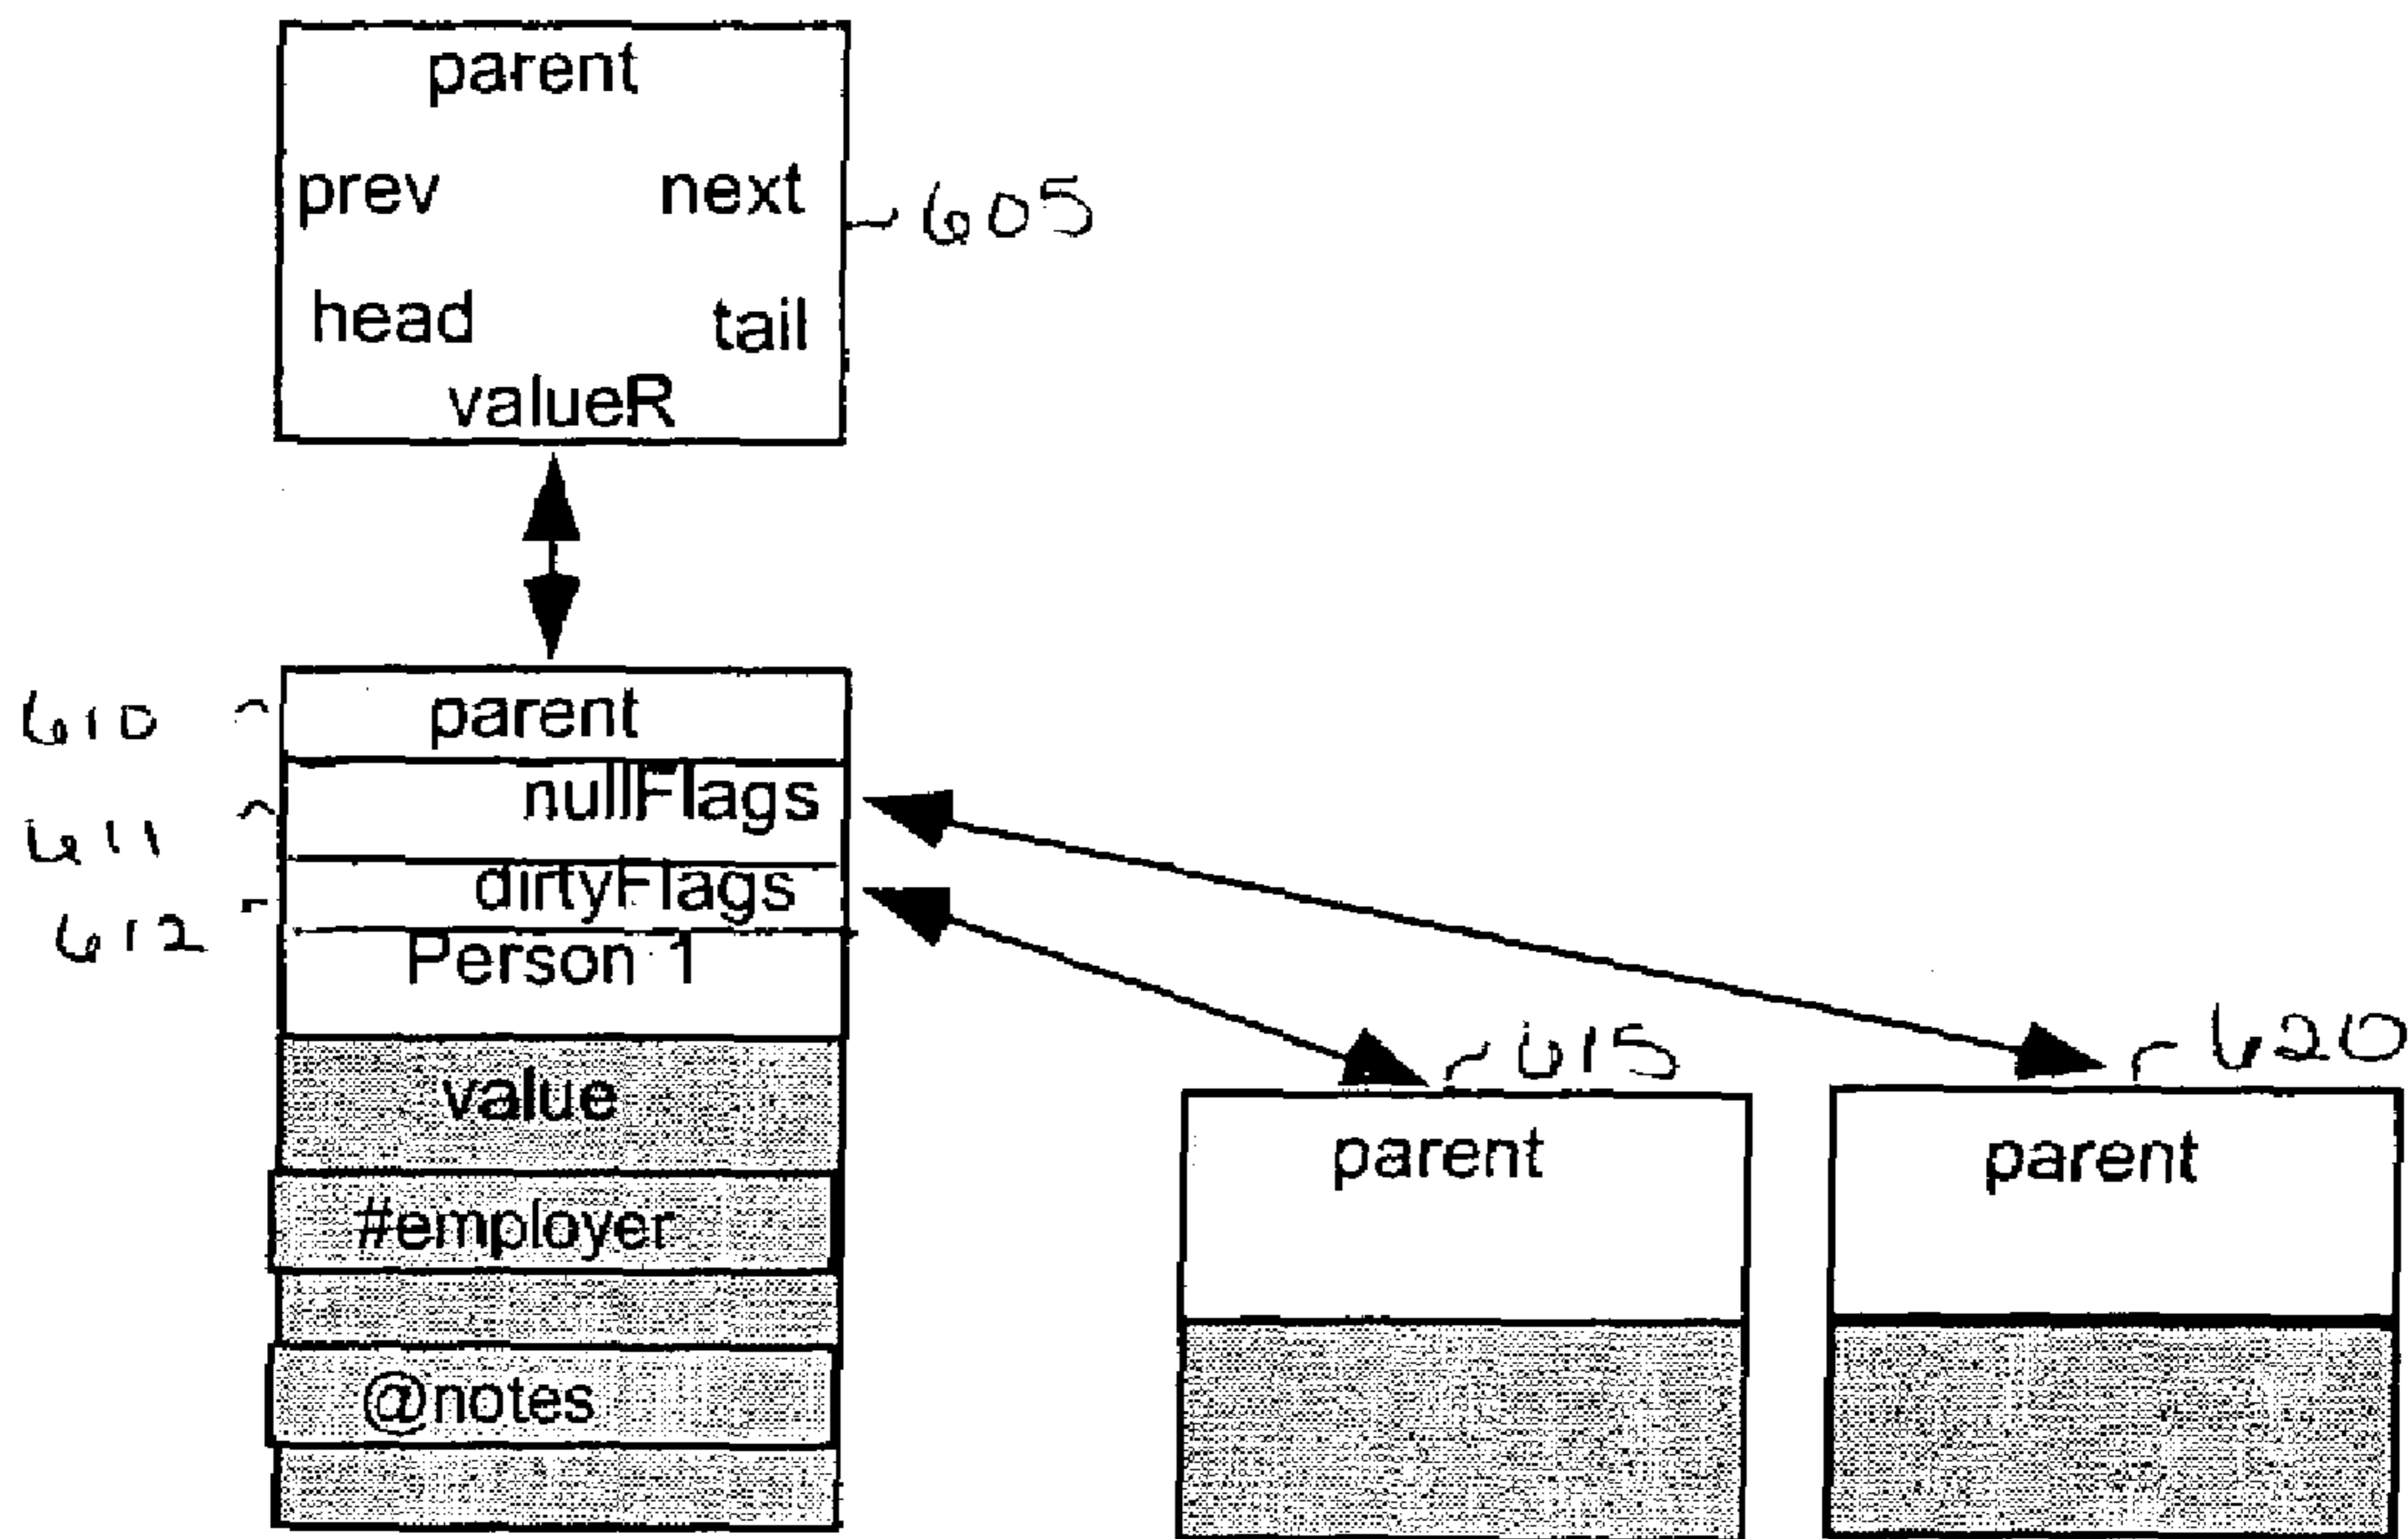 parent
prev next
605
head tail
valueR
610 parent
nullFlags
611
dirtyFlags
612
Person 1
615
620
value
parent parent
#employer
@notes